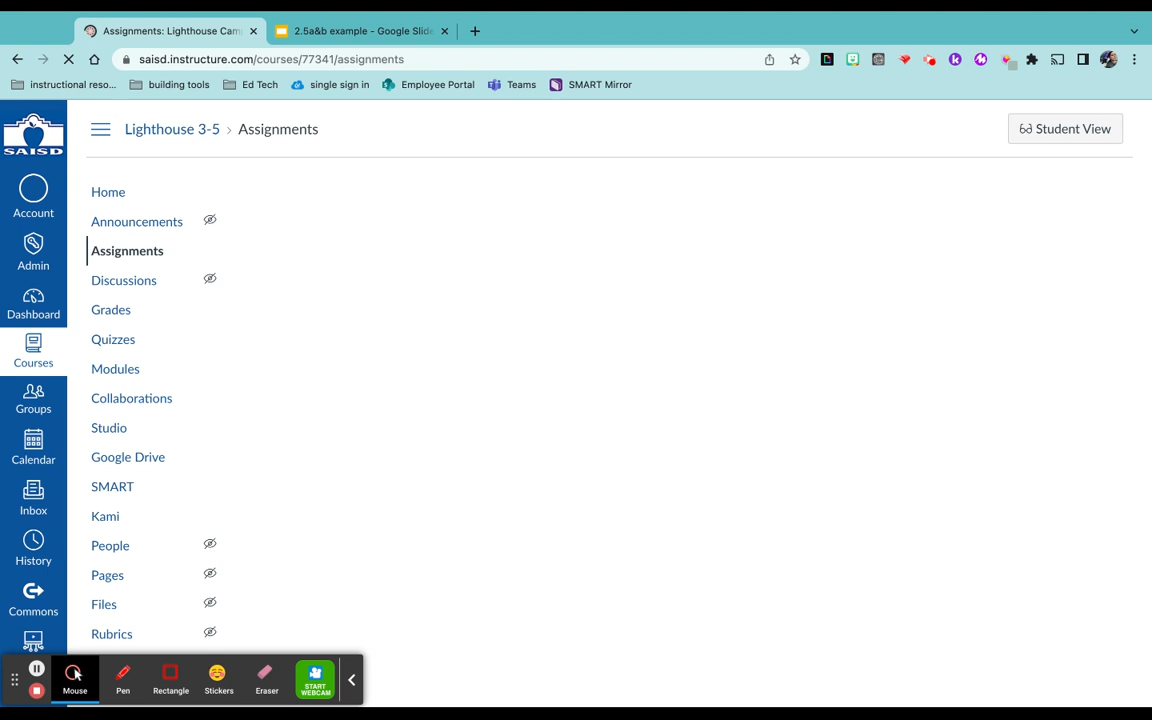 Assignments: Lighthouse Cam
2.5a&b example - Google Slide
saisd.instructure.com/courses/77341/assignments
instructional reso...
building tools
Ed Tech
single sign in
Employee Portal
Teams
SMART Mirror
SAISD
Lighthouse 3-5 › Assignments
Student View
Account
Admin
Dashboard
Courses
Groups
Calendar
Inbox
History
Commons
Home
Announcements
Assignments
Discussions
Grades
Quizzes
Modules
Collaborations
Studio
Google Drive
SMART
Kami
People
Pages
Files
Rubrics
Mouse
Pen
Rectangle
Stickers
Eraser
START
WEBCAM